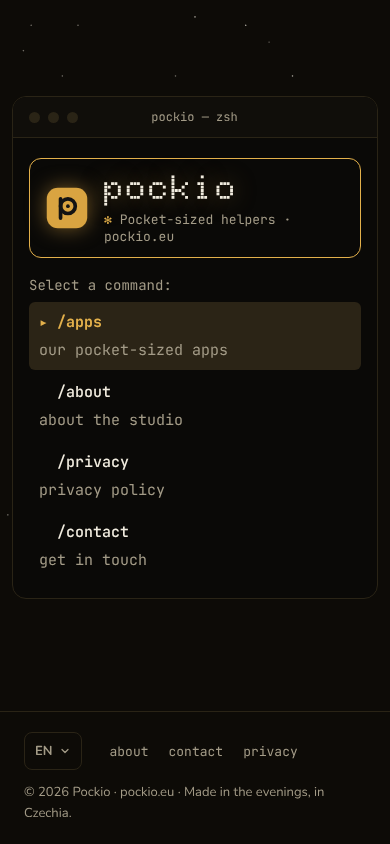 pockio — zsh
pockio
✻ Pocket-sized helpers ·
pockio.eu
Select a command:
▸ /apps
our pocket-sized apps
/about
about the studio
/privacy
privacy policy
/contact
get in touch
EN
about contact privacy
© 2026 Pockio · pockio.eu · Made in the evenings, in
Czechia.